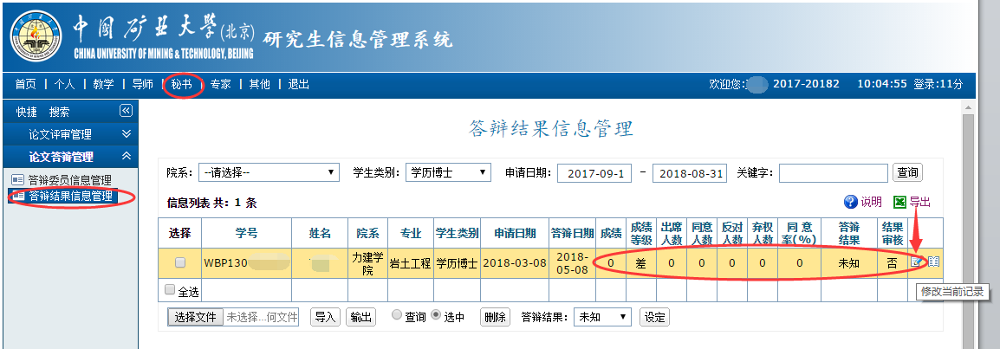 中國矿业大學(北京) 研究生信息管理系统
CHINA UNIVERSITY OF MINING & TECHNOLOGY, BEIJING
首页 | 个人 | 教学 | 导师 | 秘书 | 专家 | 其他 | 退出 欢迎您: 2017-20182 10:04:55 登录:11分
快捷 搜索
论文评审管理
论文答辩管理
答辩委员信息管理
答辩结果信息管理
答辩结果信息管理
院系: --请选择-- 学生类别: 学历博士 申请日期: 2017-09-1 - 2018-08-31 关键字: 查询
信息列表 共: 1 条 说明 导出
选择 学号 姓名 院系 专业 学生类别 申请日期 答辩日期 成绩 成绩等级 出席人数 同意人数 反对人数 弃权人数 同 意率(%) 答辩结果 结果审核
WBP130 力建学院 岩土工程 学历博士 2018-03-08 2018-05-08 0 差 0 0 0 0 0 未知 否
修改当前记录
全选
选择文件 未选择...何文件 导入 输出 查询 选中 删除 答辩结果: 未知 设定